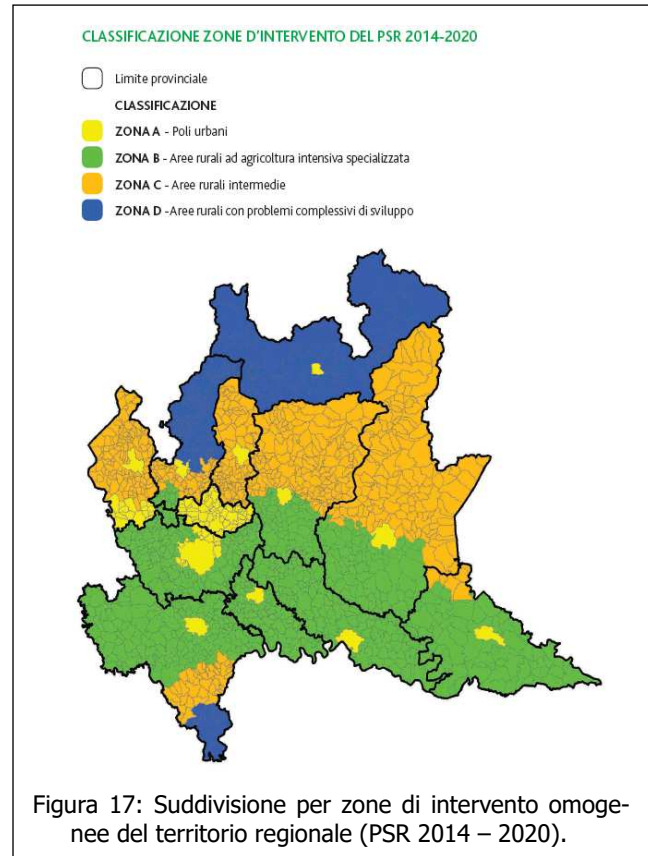 CLASSIFICAZIONE ZONE D'INTERVENTO DEL PSR 2014-2020
Limite provinciale
CLASSIFICAZIONE
ZONA A - Poli urbani
ZONA B - Aree rurali ad agricoltura intensiva specializzata
ZONA C - Aree rurali intermedie
ZONA D - Aree rurali con problemi complessivi di sviluppo
Figura 17: Suddivisione per zone di intervento omoge-
nee del territorio regionale (PSR 2014 – 2020).